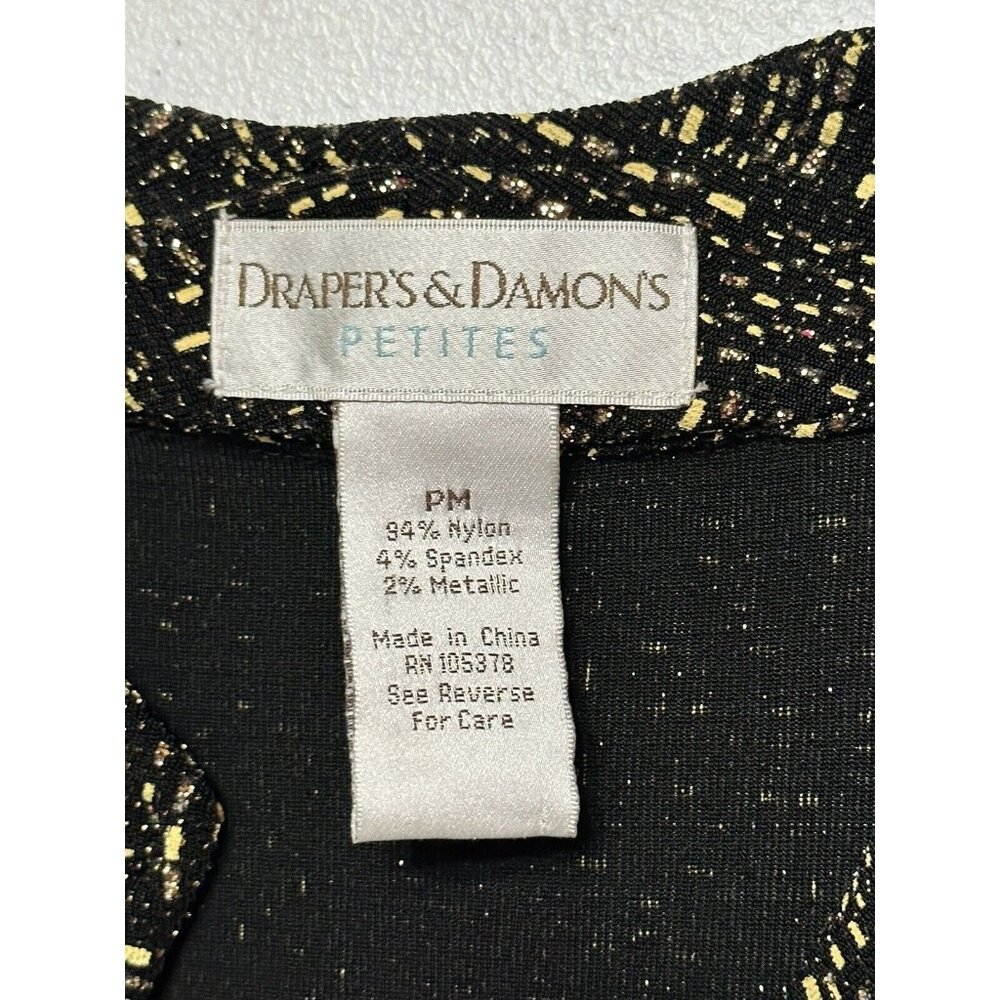 DRAPER'S & DAMON'S
PETITES
PM
94% Nylon
4% Spandex
2% Metallic
Made in China
RN 105378
See Reverse
For Care